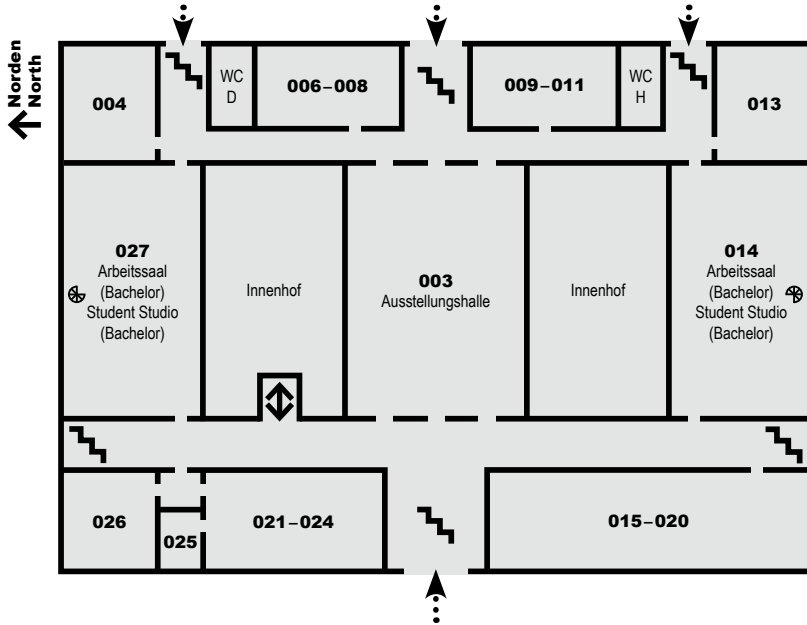 Norden
North
004
WC
D
006–008
009–011
WC
H
013
027
Arbeitssaal
(Bachelor)
Student Studio
(Bachelor)
Innenhof
003
Ausstellungshalle
Innenhof
014
Arbeitssaal
(Bachelor)
Student Studio
(Bachelor)
026
025
021–024
015–020